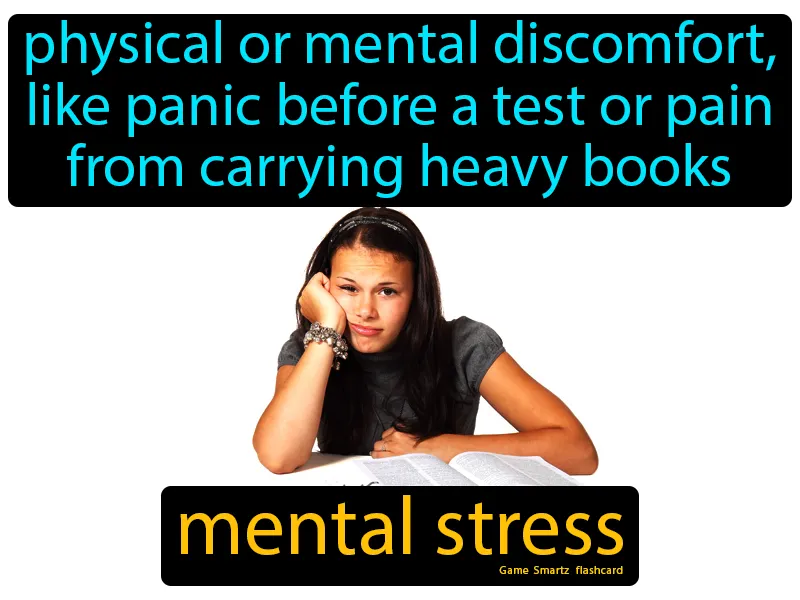 physical or mental discomfort,
like panic before a test or pain
from carrying heavy books
mental stress
Game Smartz flashcard